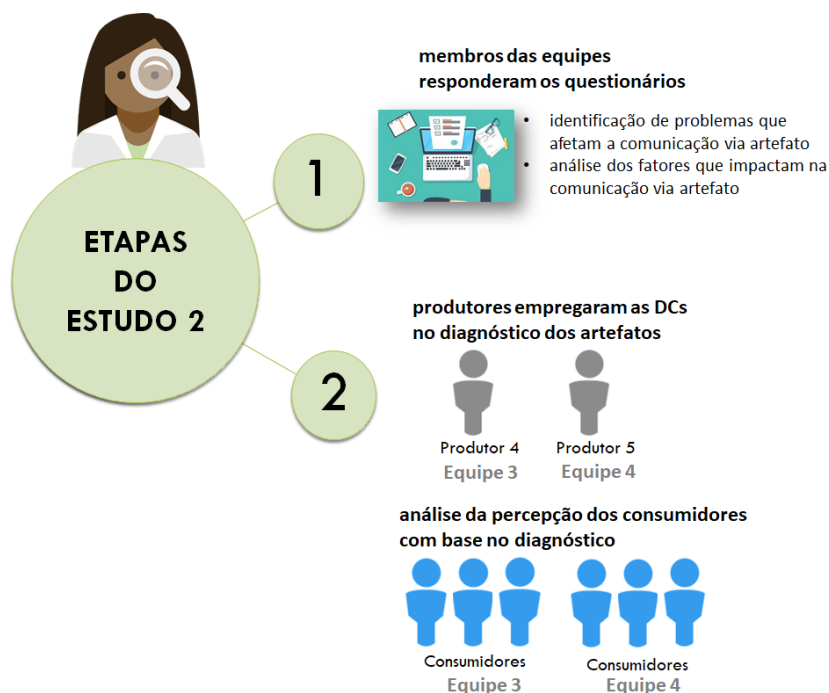 ETAPAS
DO
ESTUDO 2
1
membros das equipes
responderam os questionários
• identificação de problemas que
afetam a comunicação via artefato
• análise dos fatores que impactam na
comunicação via artefato
2
produtores empregaram as DCs
no diagnóstico dos artefatos
Produtor 4
Equipe 3
Produtor 5
Equipe 4
análise da percepção dos consumidores
com base no diagnóstico
Consumidores
Equipe 3
Consumidores
Equipe 4